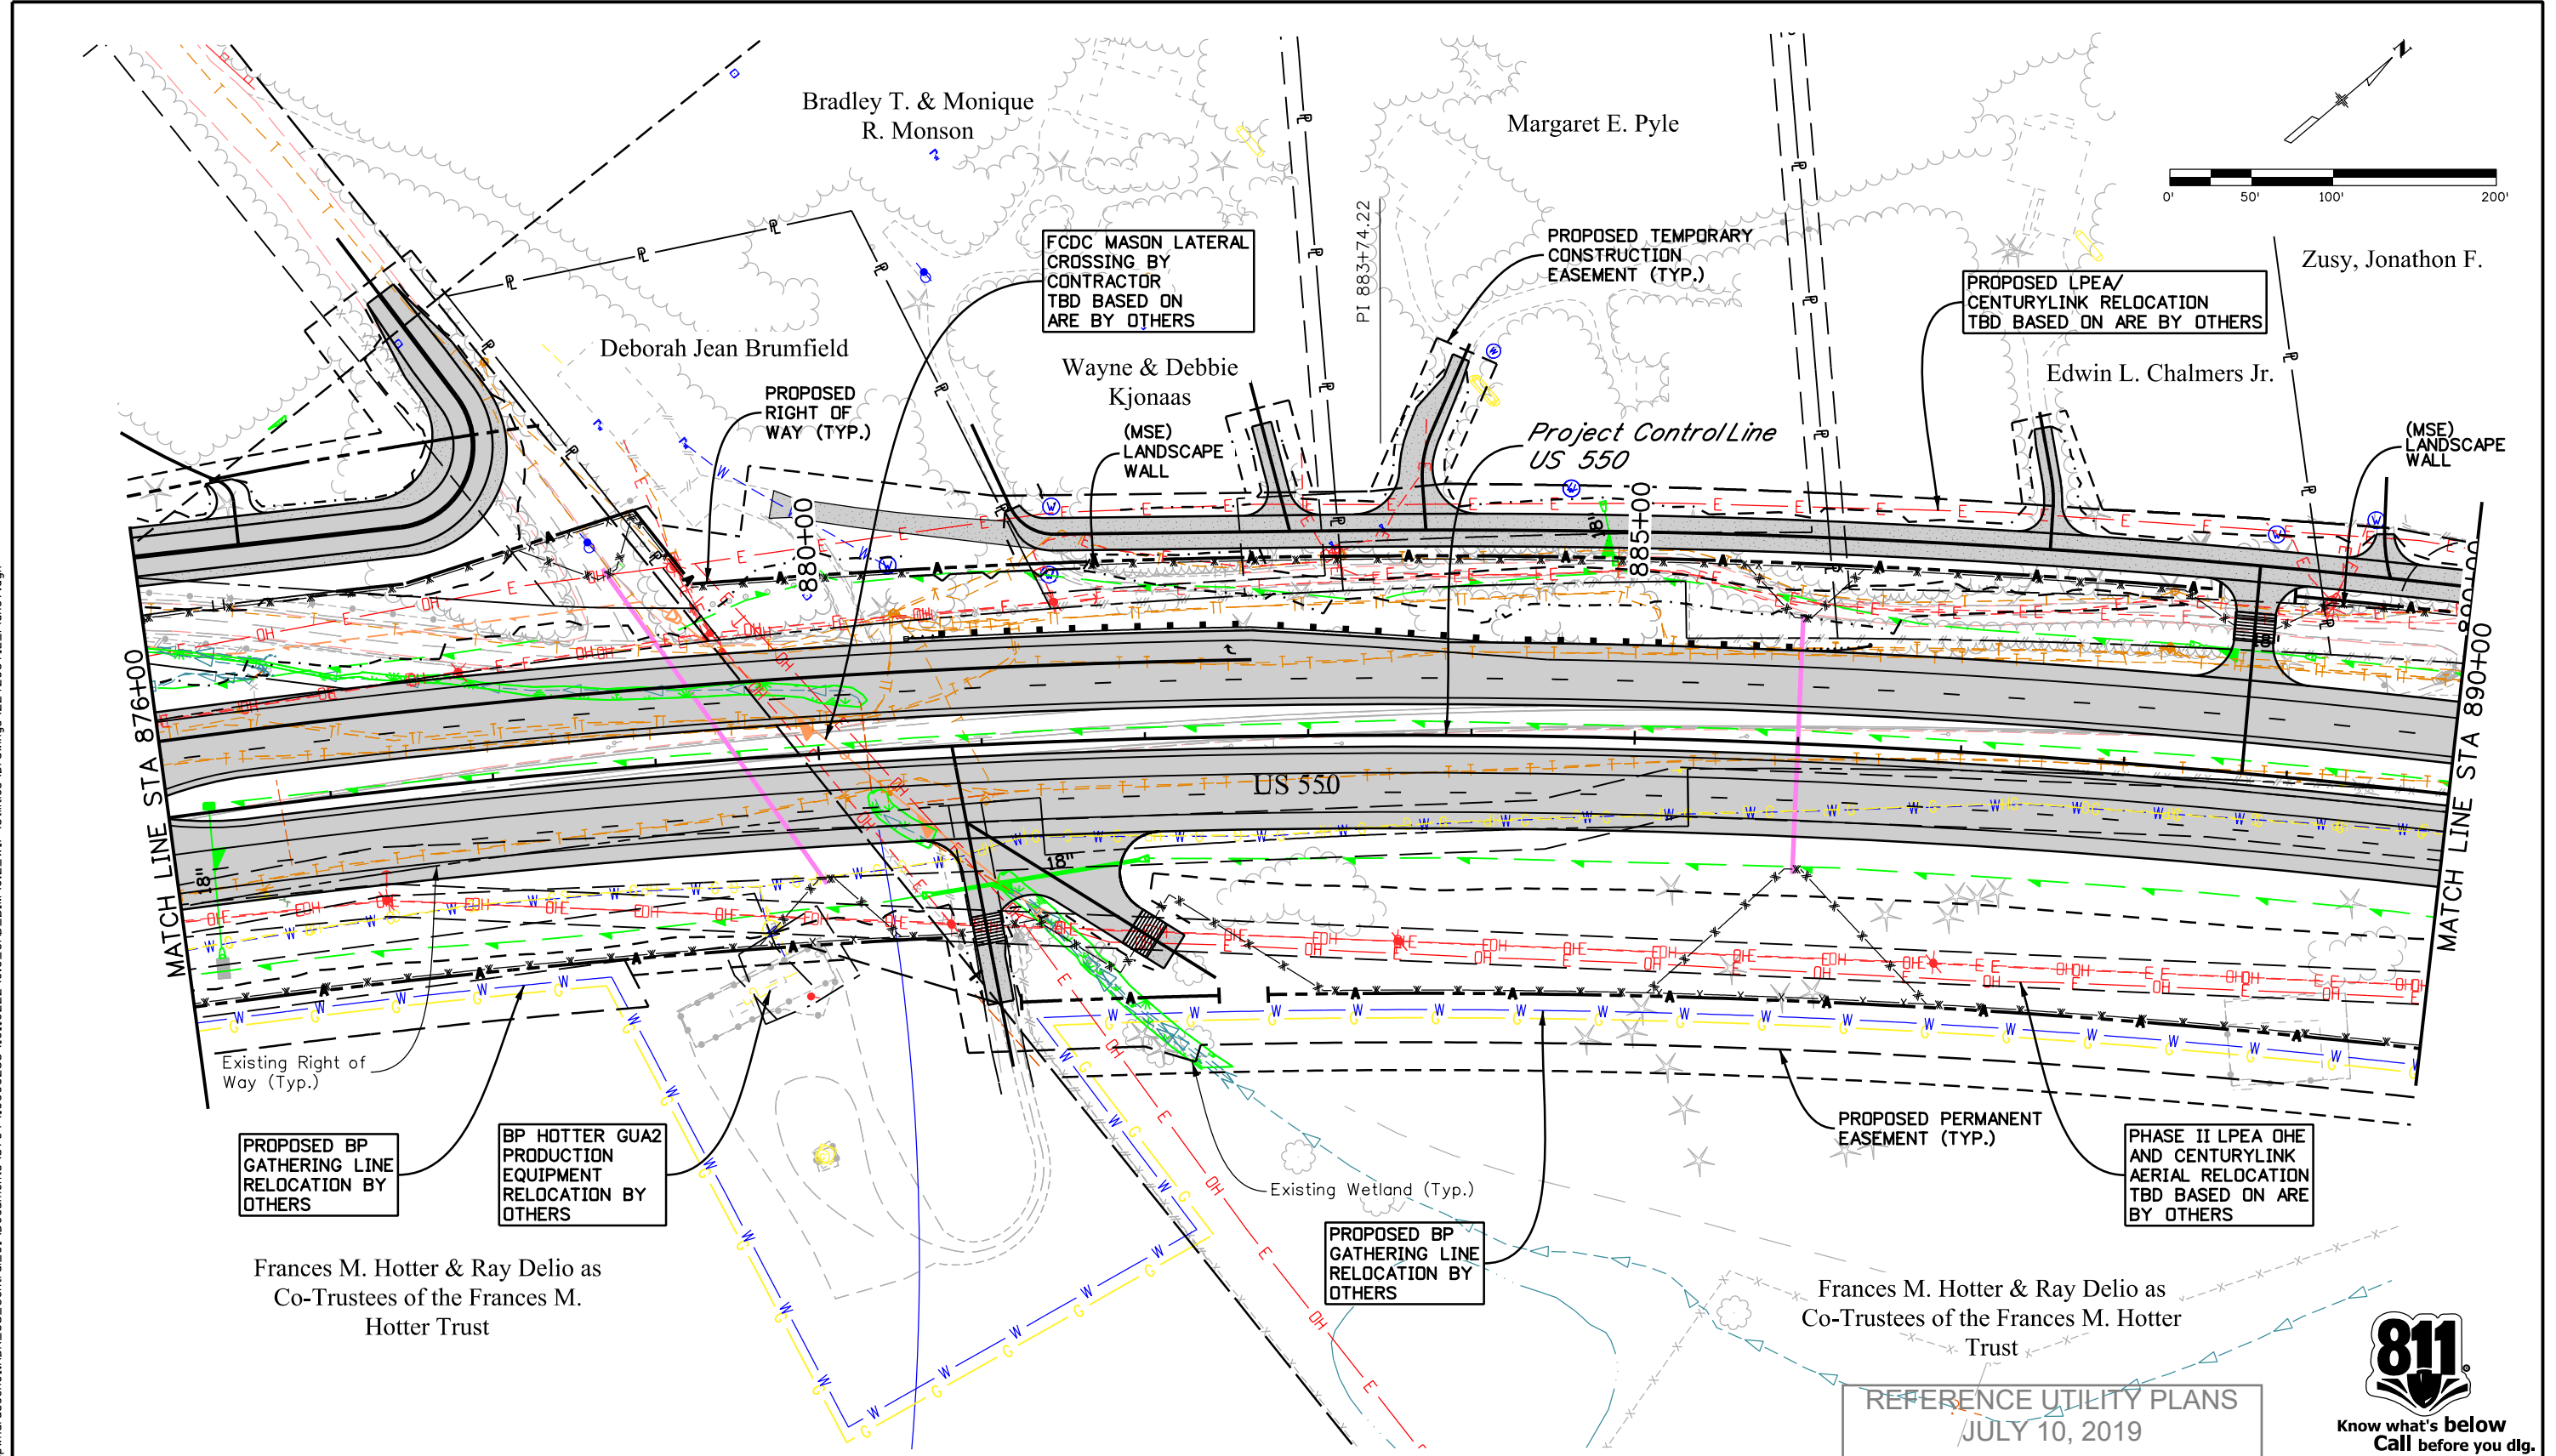 Bradley T. & Monique
R. Monson
Margaret E. Pyle
N
0'
50'
100'
200'
Zusy, Jonathon F.
FCDC MASON LATERAL
CROSSING BY
CONTRACTOR
TBD BASED ON
ARE BY OTHERS
PI 883+74.22
PROPOSED TEMPORARY
CONSTRUCTION
EASEMENT (TYP.)
PROPOSED LPEA/
CENTURYLINK RELOCATION
TBD BASED ON ARE BY OTHERS
Deborah Jean Brumfield
Wayne & Debbie
Kjonaas
Edwin L. Chalmers Jr.
PROPOSED
RIGHT OF
WAY (TYP.)
(MSE)
LANDSCAPE
WALL
Project Control Line
US 550
(MSE)
LANDSCAPE
WALL
880+00
885+00
890+00
18"
18"
18"
18"
MATCH LINE STA 876+00
MATCH LINE STA 890+00
US 550
Existing Right of
Way (Typ.)
PROPOSED BP
GATHERING LINE
RELOCATION BY
OTHERS
BP HOTTER GUA2
PRODUCTION
EQUIPMENT
RELOCATION BY
OTHERS
Existing Wetland (Typ.)
PROPOSED BP
GATHERING LINE
RELOCATION BY
OTHERS
PROPOSED PERMANENT
EASEMENT (TYP.)
PHASE II LPEA OHE
AND CENTURYLINK
AERIAL RELOCATION
TBD BASED ON ARE
BY OTHERS
Frances M. Hotter & Ray Delio as
Co-Trustees of the Frances M.
Hotter Trust
Frances M. Hotter & Ray Delio as
Co-Trustees of the Frances M. Hotter
Trust
REFERENCE UTILITY PLANS
JULY 10, 2019
811
Know what's below
Call before you dig.